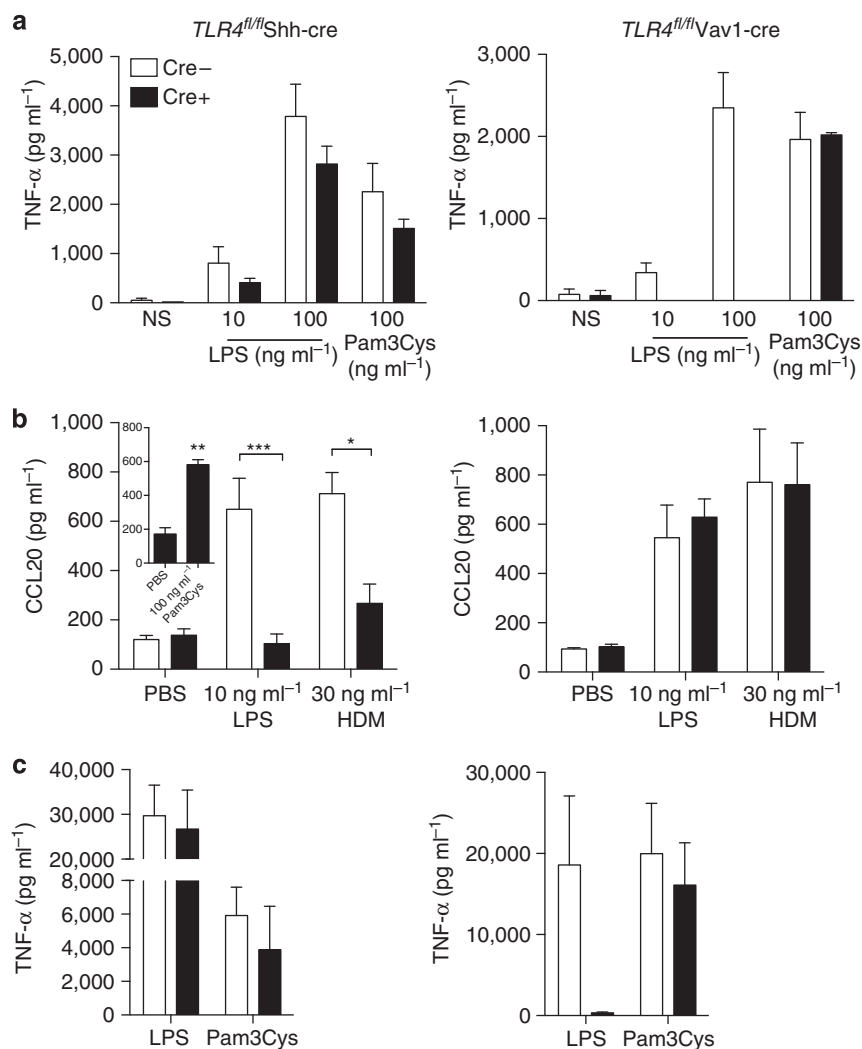 a
TLR4fl/flShh-cre
TLR4fl/flVav1-cre
5,000
4,000
3,000
2,000
1,000
0
TNF-α (pg ml−1)
Cre−
Cre+
NS
10
100
100
LPS (ng ml−1)
Pam3Cys
(ng ml−1)
3,000
2,000
1,000
0
TNF-α (pg ml−1)
NS
10
100
100
LPS (ng ml−1)
Pam3Cys
(ng ml−1)
b
1,000
800
600
400
200
0
CCL20 (pg ml−1)
800
600
400
200
0
**
PBS
100 ng ml−1
Pam3Cys
***
*
PBS
10 ng ml−1
LPS
30 ng ml−1
HDM
1,000
800
600
400
200
0
CCL20 (pg ml−1)
PBS
10 ng ml−1
LPS
30 ng ml−1
HDM
c
40,000
30,000
20,000
8,000
6,000
4,000
2,000
0
TNF-α (pg ml−1)
LPS
Pam3Cys
30,000
20,000
10,000
0
TNF-α (pg ml−1)
LPS
Pam3Cys